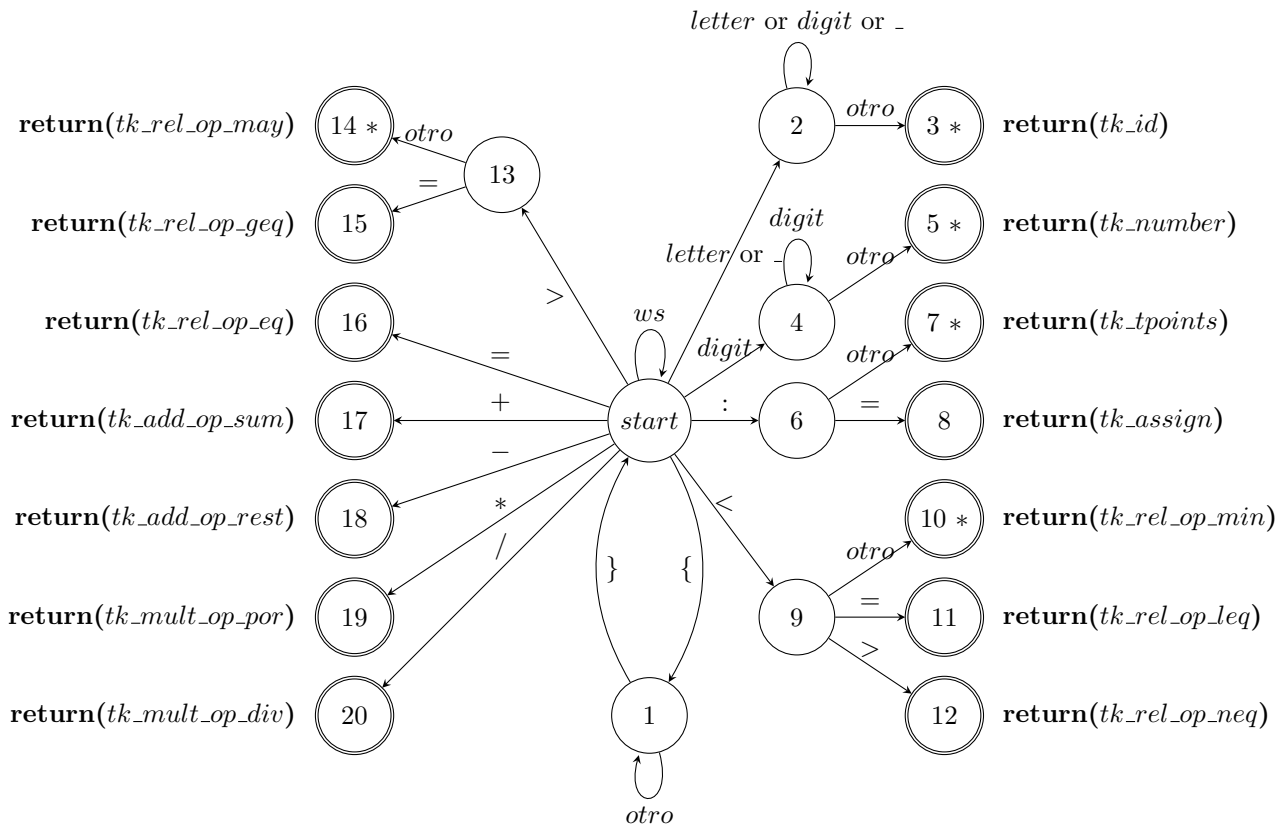 letter or digit or _
return(tk_rel_op_may) 14 * otro 13 2 otro 3 * return(tk_id)
=
return(tk_rel_op_geq) 15 digit 5 * return(tk_number)
letter or _ otro
>
return(tk_rel_op_eq) 16 ws 4 7 * return(tk_tpoints)
= digit otro
return(tk_add_op_sum) 17 + start : 6 = 8 return(tk_assign)
−
return(tk_add_op_rest) 18 * < 10 * return(tk_rel_op_min)
/ otro
} {
return(tk_mult_op_por) 19 9 = 11 return(tk_rel_op_leq)
>
return(tk_mult_op_div) 20 1 12 return(tk_rel_op_neq)
otro